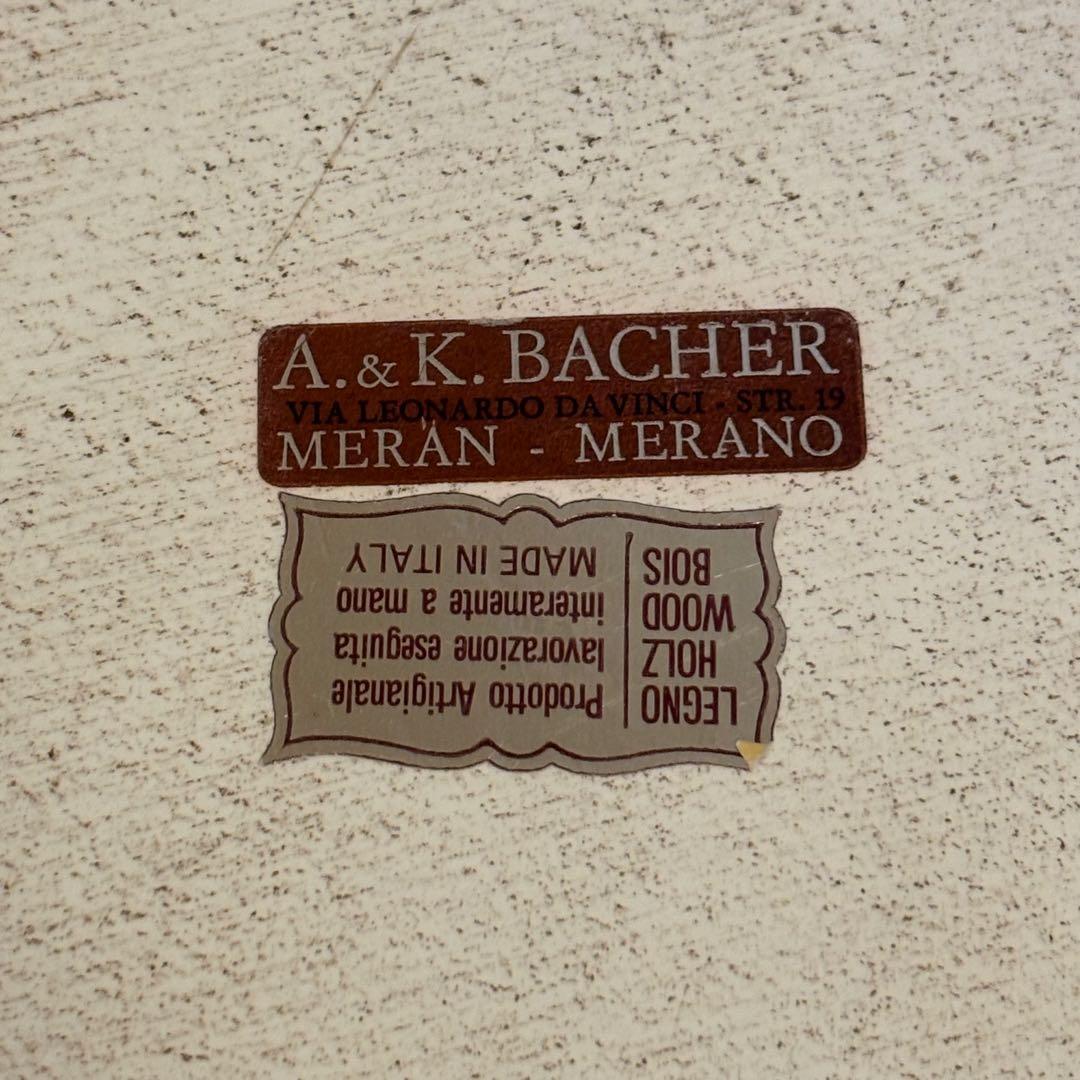 A. & K. BACHER
VIA LEONARDO DA VINCI - STR. 19
MERAN - MERANO
LEGNO
HOLZ
WOOD
BOIS
Prodotto Artigianale
lavorazione eseguita
interamente a mano
MADE IN ITALY